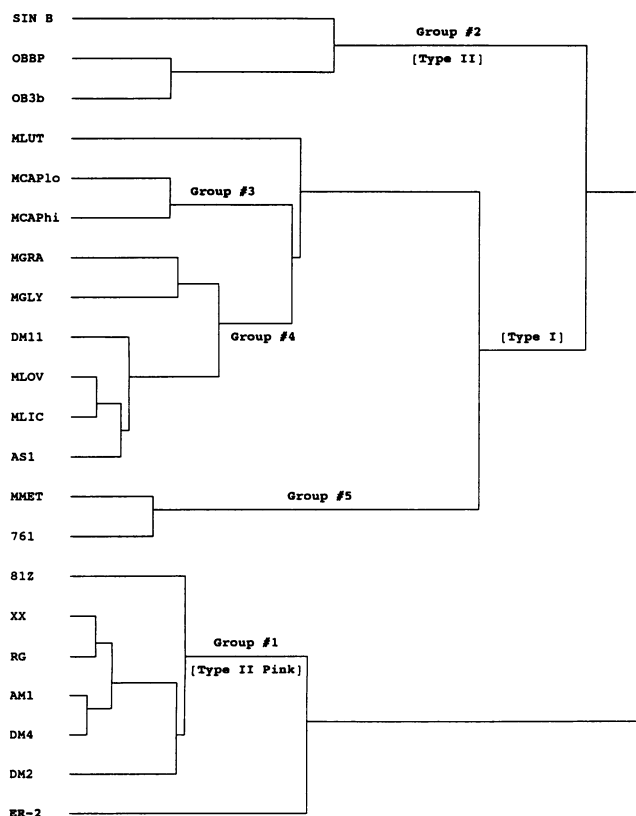 SIN B
Group #2
OBBP
[Type II]
OB3b
MLUT
MCAPlo
Group #3
MCAPhi
MGRA
MGLY
DM11
Group #4
[Type I]
MLOV
MLIC
AS1
MMET
Group #5
761
81Z
XX
Group #1
RG
[Type II Pink]
AM1
DM4
DM2
ER-2